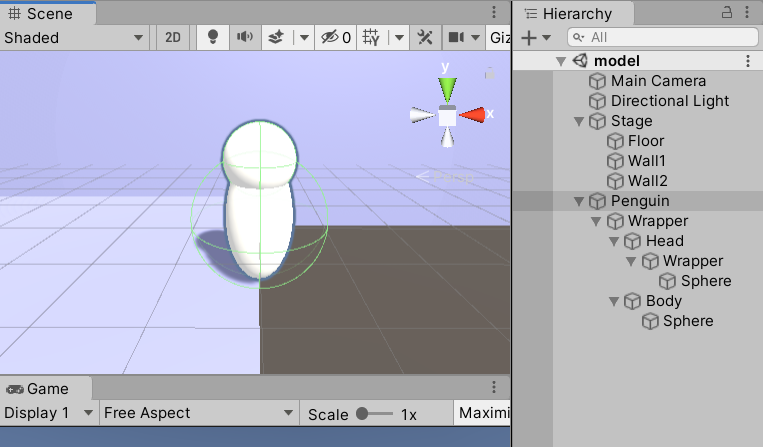 Scene
Shaded 2D 0 Giz
y
x
Persp
Game
Display 1 Free Aspect Scale 1x Maximi
Hierarchy
All
model
Main Camera
Directional Light
Stage
Floor
Wall1
Wall2
Penguin
Wrapper
Head
Wrapper
Sphere
Body
Sphere